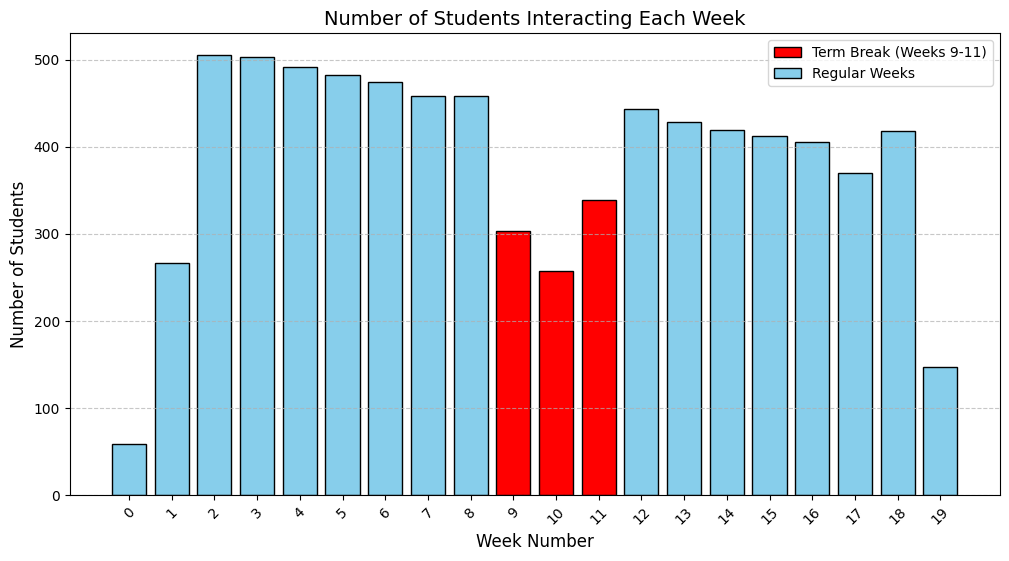 Number of Students Interacting Each Week
Term Break (Weeks 9-11)
Regular Weeks
Number of Students
500
400
300
200
100
0
0 1 2 3 4 5 6 7 8 9 10 11 12 13 14 15 16 17 18 19
Week Number